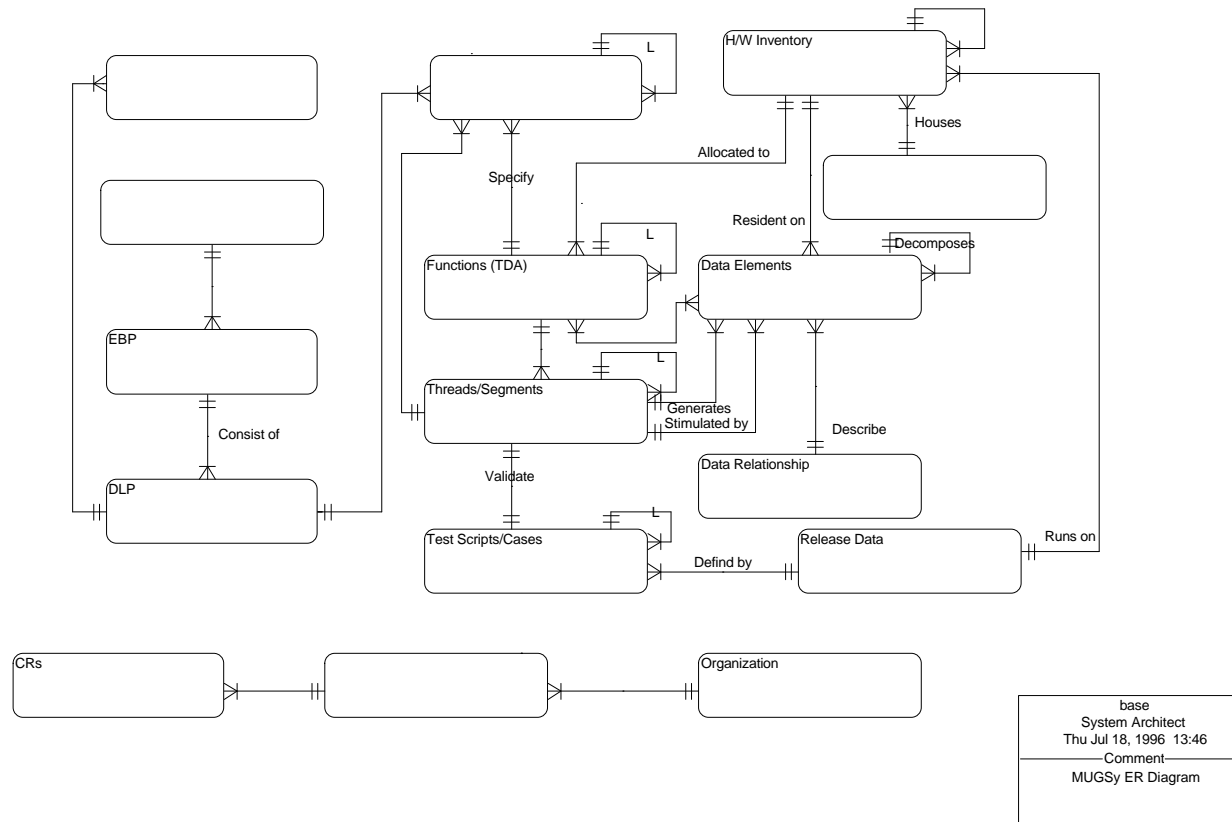 L
H/W Inventory
Houses
Allocated to
Specify
Resident on
L
Decomposes
Functions (TDA)
Data Elements
EBP
L
Threads/Segments
Generates
Stimulated by
Consist of
Describe
Data Relationship
Validate
DLP
L
Test Scripts/Cases
Release Data
Runs on
Defind by
CRs
Organization
base
System Architect
Thu Jul 18, 1996 13:46
Comment
MUGSy ER Diagram